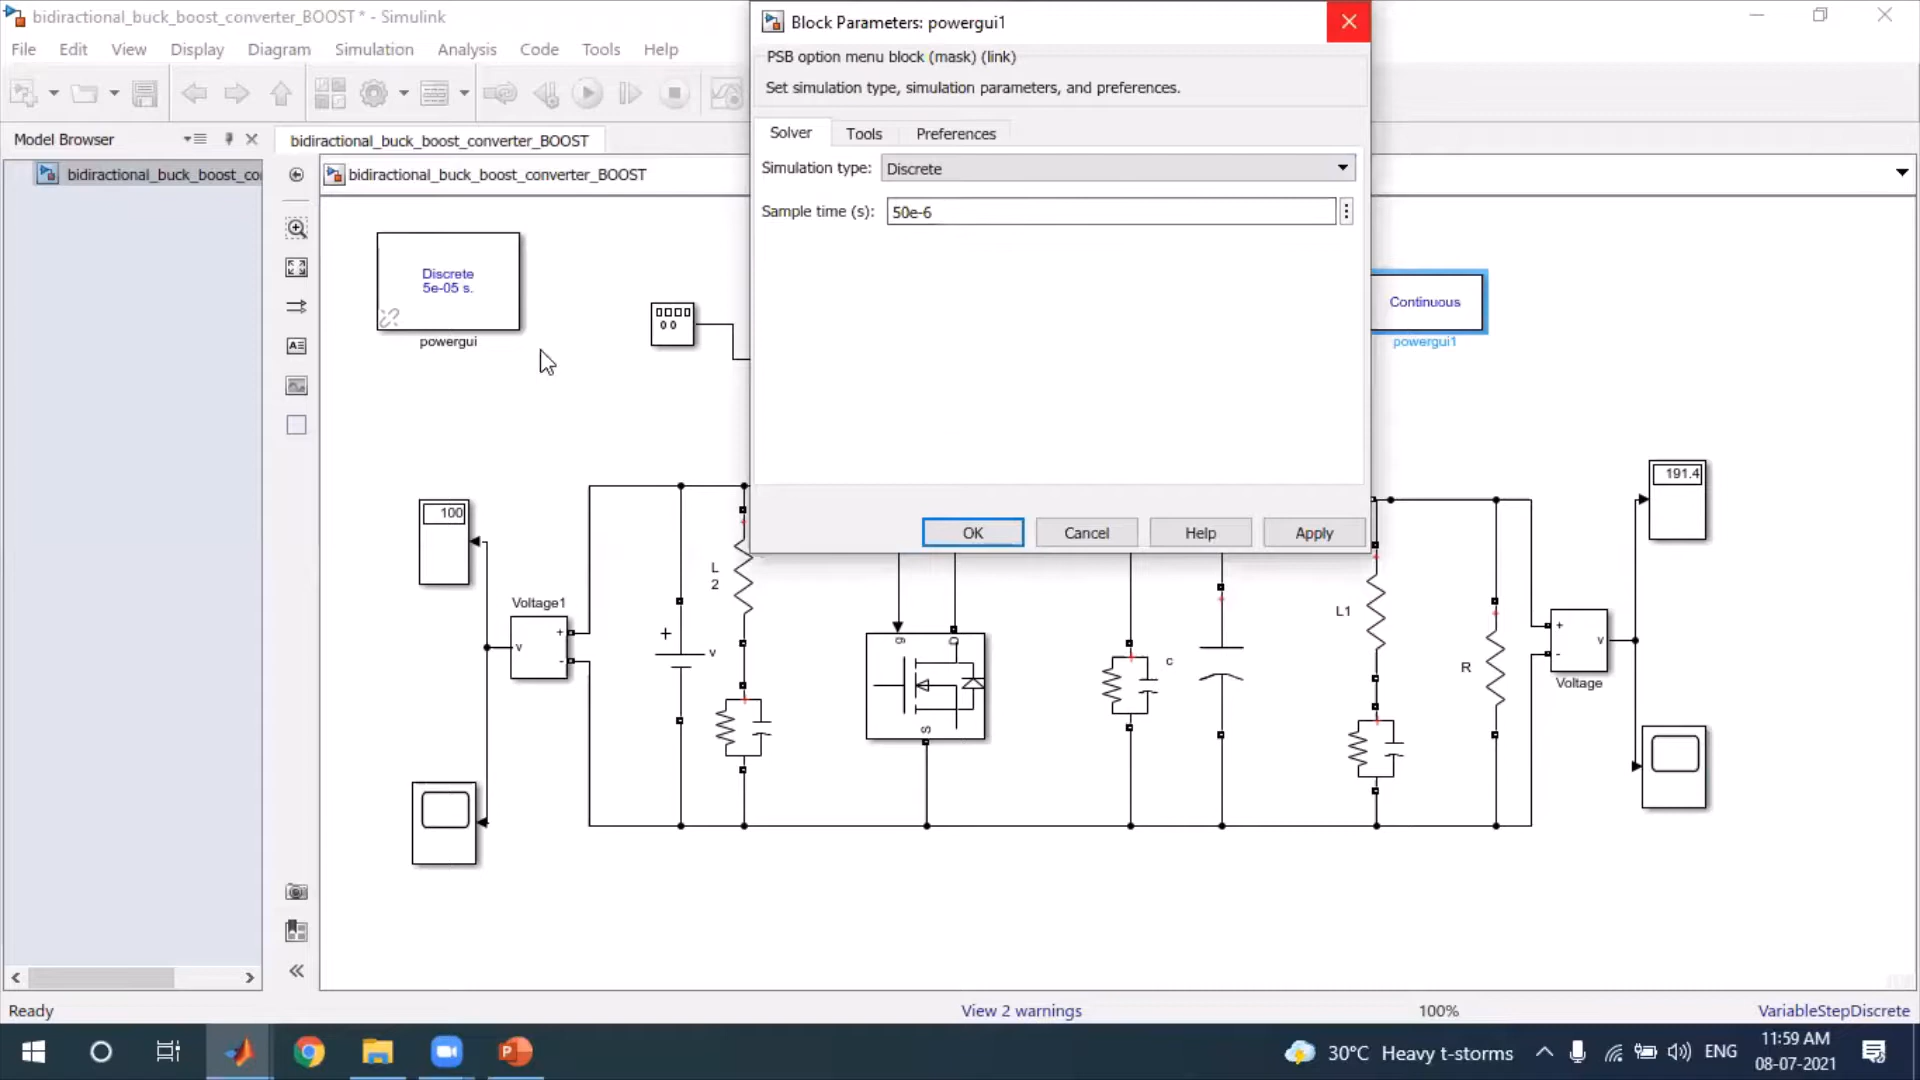 bidiractional_buck_boost_converter_BOOST * - Simulink
File Edit View Display Diagram Simulation Analysis Code Tools Help
Model Browser
bidiractional_buck_boost_co
bidiractional_buck_boost_converter_BOOST
bidiractional_buck_boost_converter_BOOST
Block Parameters: powergui1
PSB option menu block (mask) (link)
Set simulation type, simulation parameters, and preferences.
Solver Tools Preferences
Simulation type: Discrete
Sample time (s): 50e-6
OK Cancel Help Apply
Discrete
5e-05 s.
powergui
Continuous
powergui1
100
191.4
Voltage1
+
-
v
+
v
L
2
g
D
S
c
L1
R
+
-
v
Voltage
Ready
View 2 warnings
100%
VariableStepDiscrete
30°C Heavy t-storms
ENG
11:59 AM
08-07-2021